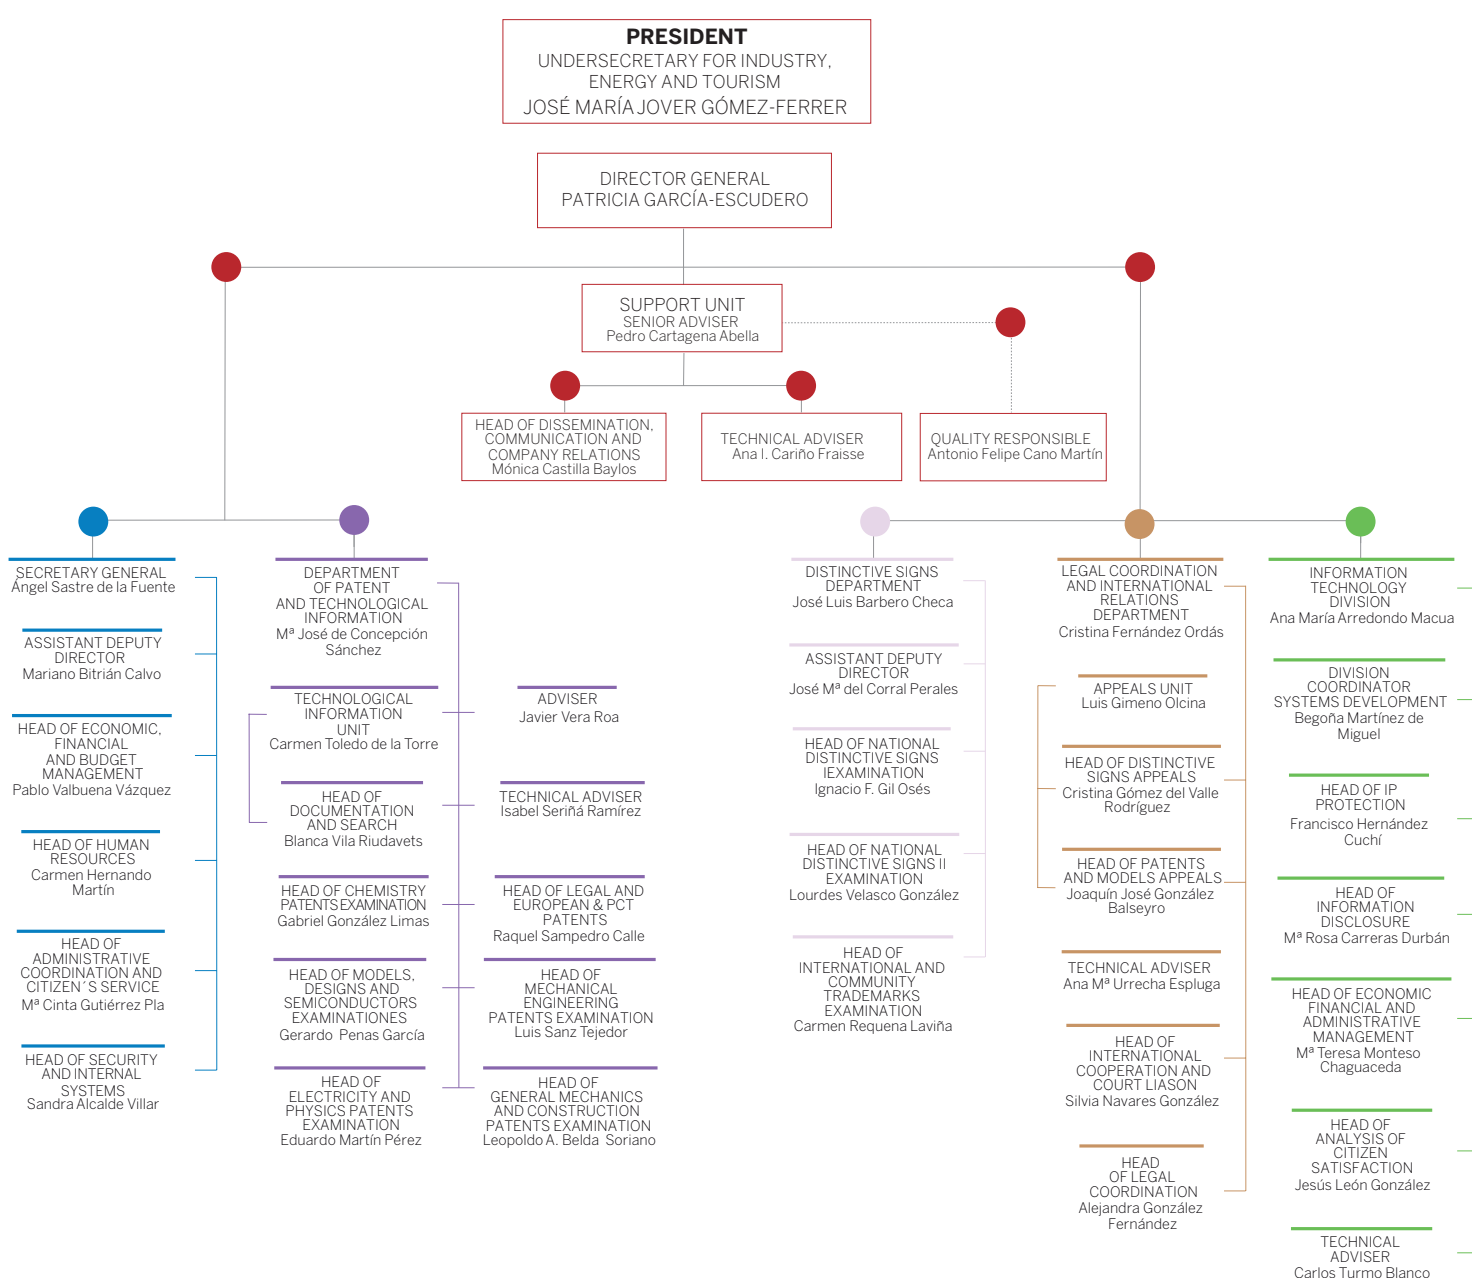 PRESIDENT
UNDERSECRETARY FOR INDUSTRY,
ENERGY AND TOURISM
JOSÉ MARÍA JOVER GÓMEZ-FERRER
DIRECTOR GENERAL
PATRICIA GARCÍA-ESCUDERO
SUPPORT UNIT
SENIOR ADVISER
Pedro Cartagena Abella
HEAD OF DISSEMINATION,
COMMUNICATION AND
COMPANY RELATIONS
Mónica Castilla Baylos
TECHNICAL ADVISER
Ana I. Cariño Fraisse
QUALITY RESPONSIBLE
Antonio Felipe Cano Martín
SECRETARY GENERAL
Ángel Sastre de la Fuente
ASSISTANT DEPUTY
DIRECTOR
Mariano Bitrián Calvo
HEAD OF ECONOMIC,
FINANCIAL
AND BUDGET
MANAGEMENT
Pablo Valbuena Vázquez
HEAD OF HUMAN
RESOURCES
Carmen Hernando
Martín
HEAD OF
ADMINISTRATIVE
COORDINATION AND
CITIZEN´S SERVICE
Mª Cinta Gutiérrez Pla
HEAD OF SECURITY
AND INTERNAL
SYSTEMS
Sandra Alcalde Villar
DEPARTMENT
OF PATENT
AND TECHNOLOGICAL
INFORMATION
Mª José de Concepción
Sánchez
TECHNOLOGICAL
INFORMATION
UNIT
Carmen Toledo de la Torre
ADVISER
Javier Vera Roa
HEAD OF
DOCUMENTATION
AND SEARCH
Blanca Vila Riudavets
TECHNICAL ADVISER
Isabel Seriñá Ramírez
HEAD OF CHEMISTRY
PATENTS EXAMINATION
Gabriel González Limas
HEAD OF LEGAL AND
EUROPEAN & PCT
PATENTS
Raquel Sampedro Calle
HEAD OF MODELS,
DESIGNS AND
SEMICONDUCTORS
EXAMINATIONES
Gerardo Penas García
HEAD OF
MECHANICAL
ENGINEERING
PATENTS EXAMINATION
Luis Sanz Tejedor
HEAD OF
ELECTRICITY AND
PHYSICS PATENTS
EXAMINATION
Eduardo Martín Pérez
HEAD OF
GENERAL MECHANICS
AND CONSTRUCTION
PATENTS EXAMINATION
Leopoldo A. Belda Soriano
DISTINCTIVE SIGNS
DEPARTMENT
José Luis Barbero Checa
ASSISTANT DEPUTY
DIRECTOR
José Mª del Corral Perales
HEAD OF NATIONAL
DISTINCTIVE SIGNS
IEXAMINATION
Ignacio F. Gil Osés
HEAD OF NATIONAL
DISTINCTIVE SIGNS II
EXAMINATION
Lourdes Velasco González
HEAD OF
INTERNATIONAL AND
COMMUNITY
TRADEMARKS
EXAMINATION
Carmen Requena Laviña
LEGAL COORDINATION
AND INTERNATIONAL
RELATIONS
DEPARTMENT
Cristina Fernández Ordás
APPEALS UNIT
Luis Gimeno Olcina
HEAD OF DISTINCTIVE
SIGNS APPEALS
Cristina Gómez del Valle
Rodríguez
HEAD OF PATENTS
AND MODELS APPEALS
Joaquín José González
Balseyro
TECHNICAL ADVISER
Ana Mª Urrecha Espluga
HEAD OF
INTERNATIONAL
COOPERATION AND
COURT LIASON
Silvia Navares González
HEAD
OF LEGAL
COORDINATION
Alejandra González
Fernández
INFORMATION
TECHNOLOGY
DIVISION
Ana María Arredondo Macua
DIVISION
COORDINATOR
SYSTEMS DEVELOPMENT
Begoña Martínez de
Miguel
HEAD OF IP
PROTECTION
Francisco Hernández
Cuchí
HEAD OF
INFORMATION
DISCLOSURE
Mª Rosa Carreras Durbán
HEAD OF ECONOMIC
FINANCIAL AND
ADMINISTRATIVE
MANAGEMENT
Mª Teresa Monteso
Chaguaceda
HEAD OF
ANALYSIS OF
CITIZEN
SATISFACTION
Jesús León González
TECHNICAL
ADVISER
Carlos Turmo Blanco